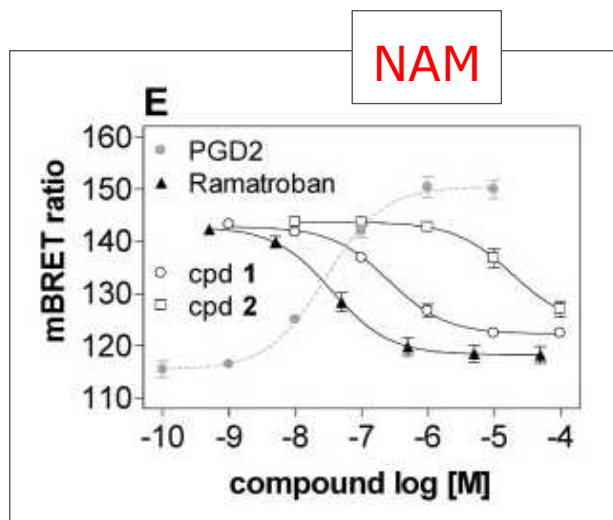 NAM
E
160
150
140
130
120
110
mBRET ratio
PGD2
Ramatroban
cpd 1
cpd 2
-10 -9 -8 -7 -6 -5 -4
compound log [M]